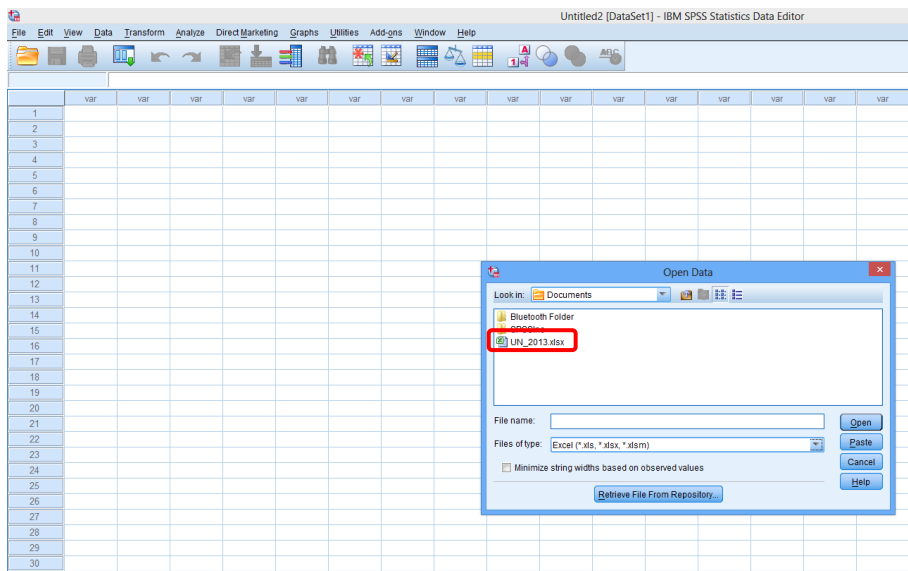 Untitled2 [DataSet1] - IBM SPSS Statistics Data Editor
File Edit View Data Transform Analyze Direct Marketing Graphs Utilities Add-ons Window Help
var var var var var var var var var var var var var var var var
1
2
3
4
5
6
7
8
9
10
11
12
13
14
15
16
17
18
19
20
21
22
23
24
25
26
27
28
29
30
Open Data
Look in: Documents
Bluetooth Folder
UN_2013.xlsx
File name: Open
Files of type: Excel (*.xls, *.xlsx, *.xlsm) Paste
Minimize string widths based on observed values Cancel
Help
Retrieve File From Repository...